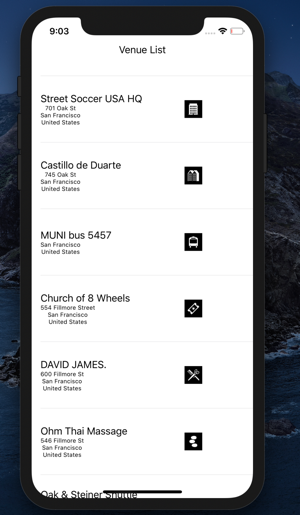 9:03
Venue List
Street Soccer USA HQ
701 Oak St
San Francisco
United States
Castillo de Duarte
745 Oak St
San Francisco
United States
MUNI bus 5457
San Francisco
United States
Church of 8 Wheels
554 Fillmore Street
San Francisco
United States
DAVID JAMES.
600 Fillmore St
San Francisco
United States
Ohm Thai Massage
546 Fillmore St
San Francisco
United States
Oak & Steiner Shuttle